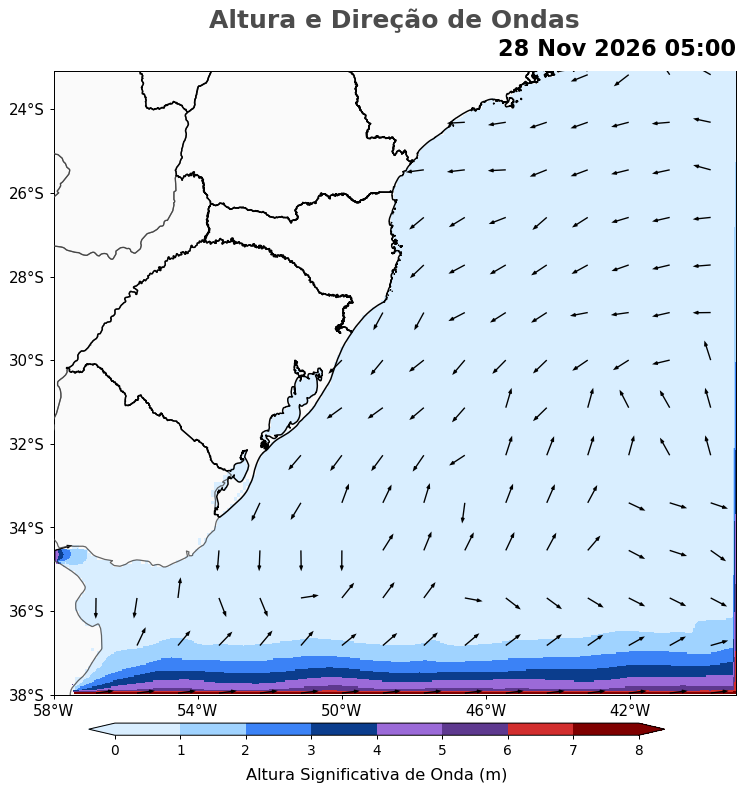 Altura e Direção de Ondas
28 Nov 2026 05:00
24°S
26°S
28°S
30°S
32°S
34°S
36°S
38°S
58°W 54°W 50°W 46°W 42°W
0 1 2 3 4 5 6 7 8
Altura Significativa de Onda (m)